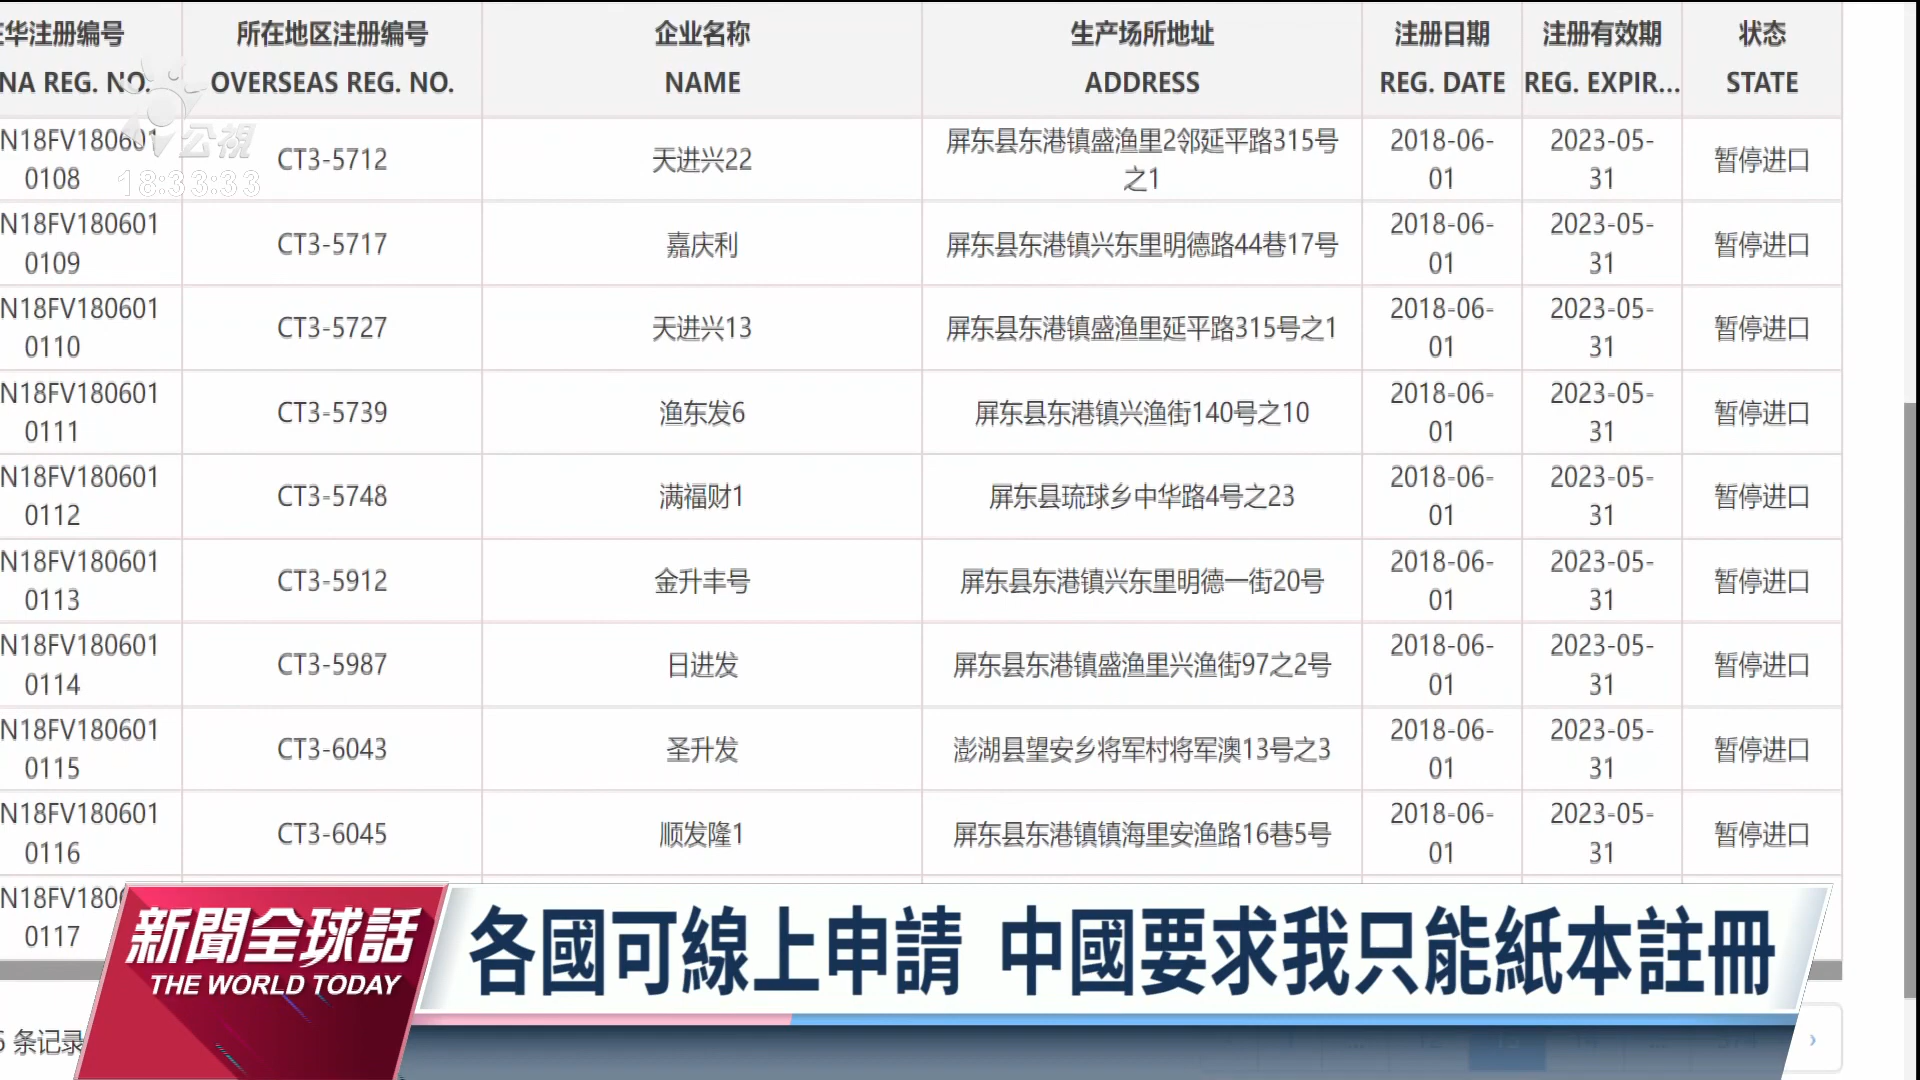 华注册编号 所在地区注册编号 企业名称 生产场所地址 注册日期 注册有效期 状态
NA REG. NO. OVERSEAS REG. NO. NAME ADDRESS REG. DATE REG. EXPIR... STATE
公視
18:33:33
N18FV180601
0108 CT3-5712 天进兴22 屏东县东港镇盛渔里2邻延平路315号
之1 2018-06-
01 2023-05-
31 暂停进口
N18FV180601
0109 CT3-5717 嘉庆利 屏东县东港镇兴东里明德路44巷17号 2018-06-
01 2023-05-
31 暂停进口
N18FV180601
0110 CT3-5727 天进兴13 屏东县东港镇盛渔里延平路315号之1 2018-06-
01 2023-05-
31 暂停进口
N18FV180601
0111 CT3-5739 渔东发6 屏东县东港镇兴渔街140号之10 2018-06-
01 2023-05-
31 暂停进口
N18FV180601
0112 CT3-5748 满福财1 屏东县琉球乡中华路4号之23 2018-06-
01 2023-05-
31 暂停进口
N18FV180601
0113 CT3-5912 金升丰号 屏东县东港镇兴东里明德一街20号 2018-06-
01 2023-05-
31 暂停进口
N18FV180601
0114 CT3-5987 日进发 屏东县东港镇盛渔里兴渔街97之2号 2018-06-
01 2023-05-
31 暂停进口
N18FV180601
0115 CT3-6043 圣升发 澎湖县望安乡将军村将军澳13号之3 2018-06-
01 2023-05-
31 暂停进口
N18FV180601
0116 CT3-6045 顺发隆1 屏东县东港镇镇海里安渔路16巷5号 2018-06-
01 2023-05-
31 暂停进口
N18FV180
0117
新聞全球話
THE WORLD TODAY
各國可線上申請 中國要求我只能紙本註冊
条记录